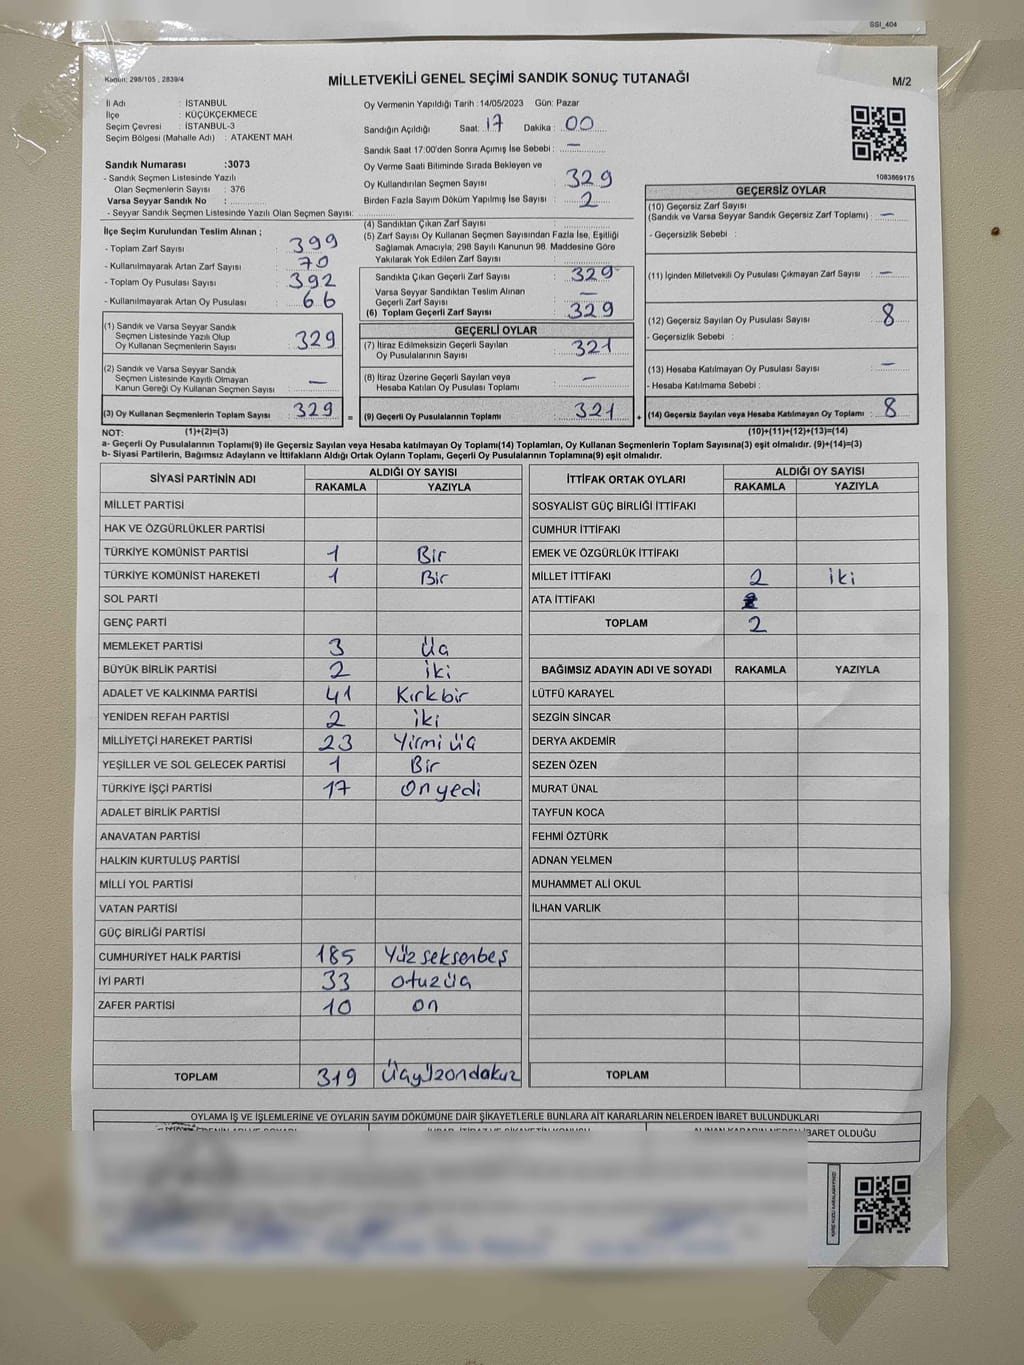 SSI_404
Kanun: 298/105 , 2839/4
MİLLETVEKİLİ GENEL SEÇİMİ SANDIK SONUÇ TUTANAĞI
M/2
İl Adı : İSTANBUL
İlçe : KÜÇÜKÇEKMECE
Seçim Çevresi : İSTANBUL-3
Seçim Bölgesi (Mahalle Adı) : ATAKENT MAH.
Sandık Numarası :3073
- Sandık Seçmen Listesinde Yazılı
Olan Seçmenlerin Sayısı : 376
Varsa Seyyar Sandık No :
- Seyyar Sandık Seçmen Listesinde Yazılı Olan Seçmen Sayısı:
Oy Vermenin Yapıldığı Tarih : 14/05/2023 Gün: Pazar
Sandığın Açıldığı Saat: 17 Dakika : 00
Sandık Saat 17:00'den Sonra Açımış İse Sebebi : —
Oy Verme Saati Bitiminde Sırada Bekleyen ve
Oy Kullandırılan Seçmen Sayısı 329
Birden Fazla Sayım Döküm Yapılmış İse Sayısı 2
1083869175
İlçe Seçim Kurulundan Teslim Alınan ;
- Toplam Zarf Sayısı 399
- Kullanılmayarak Artan Zarf Sayısı 70
- Toplam Oy Pusulası 392
- Kullanılmayarak Artan Oy Pusulası 66
(1) Sandık ve Varsa Seyyar Sandık
Seçmen Listesinde Yazılı Olup
Oy Kullanan Seçmenlerin Sayısı 329
(2) Sandık ve Varsa Seyyar Sandık
Seçmen Listesinde Kayıtlı Olmayan
Kanun Gereği Oy Kullanan Seçmen Sayısı —
(3) Oy Kullanan Seçmenlerin Toplam Sayısı 329 =
(4) Sandıktan Çıkan Zarf Sayısı
(5) Zarf Sayısı Oy Kullanan Seçmen Sayısından Fazla İse, Eşitliği
Sağlamak Amacıyla; 298 Sayılı Kanunun 98. Maddesine Göre
Yakılarak Yok Edilen Zarf Sayısı
Sandıkta Çıkan Geçerli Zarf Sayısı 329
Varsa Seyyar Sandıktan Teslim Alınan
Geçerli Zarf Sayısı —
(6) Toplam Geçerli Zarf Sayısı 329
GEÇERLİ OYLAR
(7) İtiraz Edilmeksizin Geçerli Sayılan
Oy Pusulalarının Sayısı 321
(8) İtiraz Üzerine Geçerli Sayılan veya
Hesaba Katılan Oy Pusulası Toplamı —
(9) Geçerli Oy Pusulalarının Toplamı 321 +
GEÇERSİZ OYLAR
(10) Geçersiz Zarf Sayısı
(Sandık ve Varsa Seyyar Sandık Geçersiz Zarf Toplamı) —
- Geçersizlik Sebebi :
(11) İçinden Milletvekili Oy Pusulası Çıkmayan Zarf Sayısı —
(12) Geçersiz Sayılan Oy Pusulası Sayısı 8
- Geçersizlik Sebebi :
(13) Hesaba Katılmayan Oy Pusulası Sayısı —
- Hesaba Katılmama Sebebi :
(14) Geçersiz Sayılan veya Hesaba Katılmayan Oy Toplamı 8
NOT: (1)+(2)=(3) (10)+(11)+(12)+(13)=(14)
a- Geçerli Oy Pusulalarının Toplamı(9) ile Geçersiz Sayılan veya Hesaba katılmayan Oy Toplamı(14) Toplamları, Oy Kullanan Seçmenlerin Toplam Sayısına(3) eşit olmalıdır. (9)+(14)=(3)
b- Siyasi Partilerin, Bağımsız Adayların ve İttifakların Aldığı Ortak Oyların Toplamı, Geçerli Oy Pusulalarının Toplamına(9) eşit olmalıdır.
SİYASİ PARTİNİN ADI ALDIĞI OY SAYISI
RAKAMLA YAZIYLA
MİLLET PARTİSİ
HAK VE ÖZGÜRLÜKLER PARTİSİ
TÜRKİYE KOMÜNİST PARTİSİ 1 Bir
TÜRKİYE KOMÜNİST HAREKETİ 1 Bir
SOL PARTİ
GENÇ PARTİ
MEMLEKET PARTİSİ 3 Üç
BÜYÜK BİRLİK PARTİSİ 2 iki
ADALET VE KALKINMA PARTİSİ 41 Kırkbir
YENİDEN REFAH PARTİSİ 2 iki
MİLLİYETÇİ HAREKET PARTİSİ 23 Yirmi üç
YEŞİLLER VE SOL GELECEK PARTİSİ 1 Bir
TÜRKİYE İŞÇİ PARTİSİ 17 Onyedi
ADALET BİRLİK PARTİSİ
ANAVATAN PARTİSİ
HALKIN KURTULUŞ PARTİSİ
MİLLİ YOL PARTİSİ
VATAN PARTİSİ
GÜÇ BİRLİĞİ PARTİSİ
CUMHURİYET HALK PARTİSİ 185 Yüz seksenbeş
İYİ PARTİ 33 otuzüç
ZAFER PARTİSİ 10 on
TOPLAM 319 Üçyüzondokuz
İTTİFAK ORTAK OYLARI ALDIĞI OY SAYISI
RAKAMLA YAZIYLA
SOSYALİST GÜÇ BİRLİĞİ İTTİFAKI
CUMHUR İTTİFAKI
EMEK VE ÖZGÜRLÜK İTTİFAKI
MİLLET İTTİFAKI 2 iki
ATA İTTİFAKI
TOPLAM 2
BAĞIMSIZ ADAYIN ADI VE SOYADI RAKAMLA YAZIYLA
LÜTFÜ KARAYEL
SEZGİN SİNCAR
DERYA AKDEMİR
SEZEN ÖZEN
MURAT ÜNAL
TAYFUN KOCA
FEHMİ ÖZTÜRK
ADNAN YELMEN
MUHAMMET ALİ OKUL
İLHAN VARLIK
TOPLAM
OYLAMA İŞ VE İŞLEMLERİNE VE OYLARIN SAYIM DÖKÜMÜNE DAİR ŞİKAYETLERLE BUNLARA AİT KARARLARIN NELERDEN İBARET BULUNDUKLARI
İBARET OLDUĞU